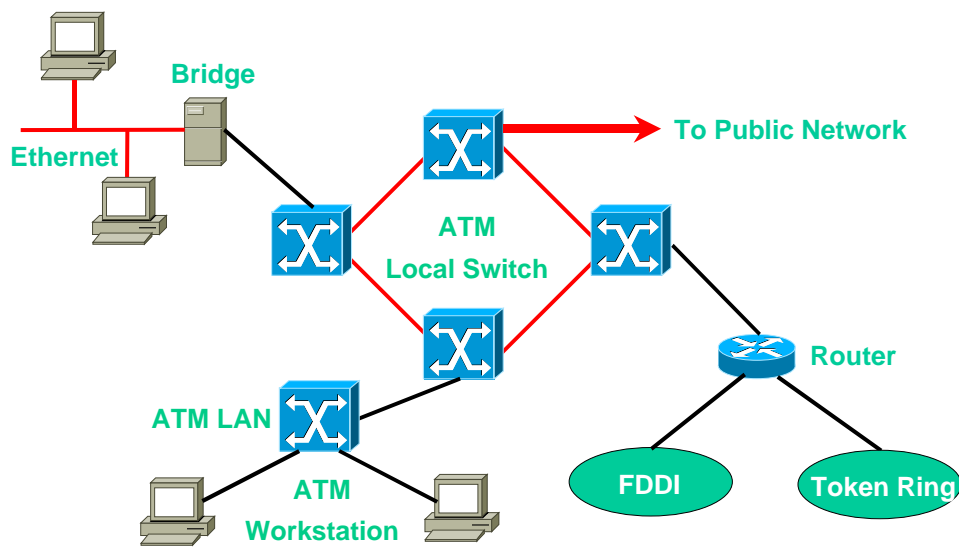 Bridge
To Public Network
Ethernet
ATM
Local Switch
Router
ATM LAN
ATM
Workstation
FDDI
Token Ring